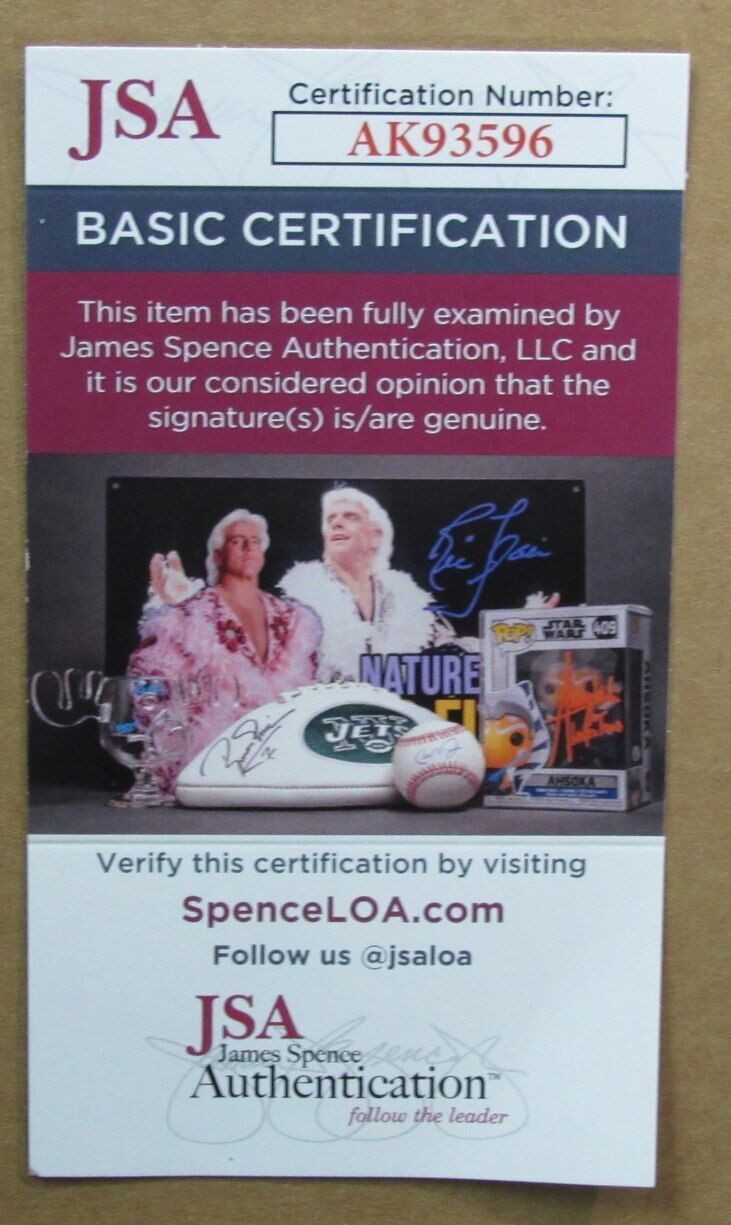 JSA
Certification Number:
AK93596
BASIC CERTIFICATION
This item has been fully examined by
James Spence Authentication, LLC and
it is our considered opinion that the
signature(s) is/are genuine.
NATURE
JETS
POP!
STAR
WARS
409
AHSOKA
Verify this certification by visiting
SpenceLOA.com
Follow us @jsaloa
JSA
James Spence
Authentication™
follow the leader